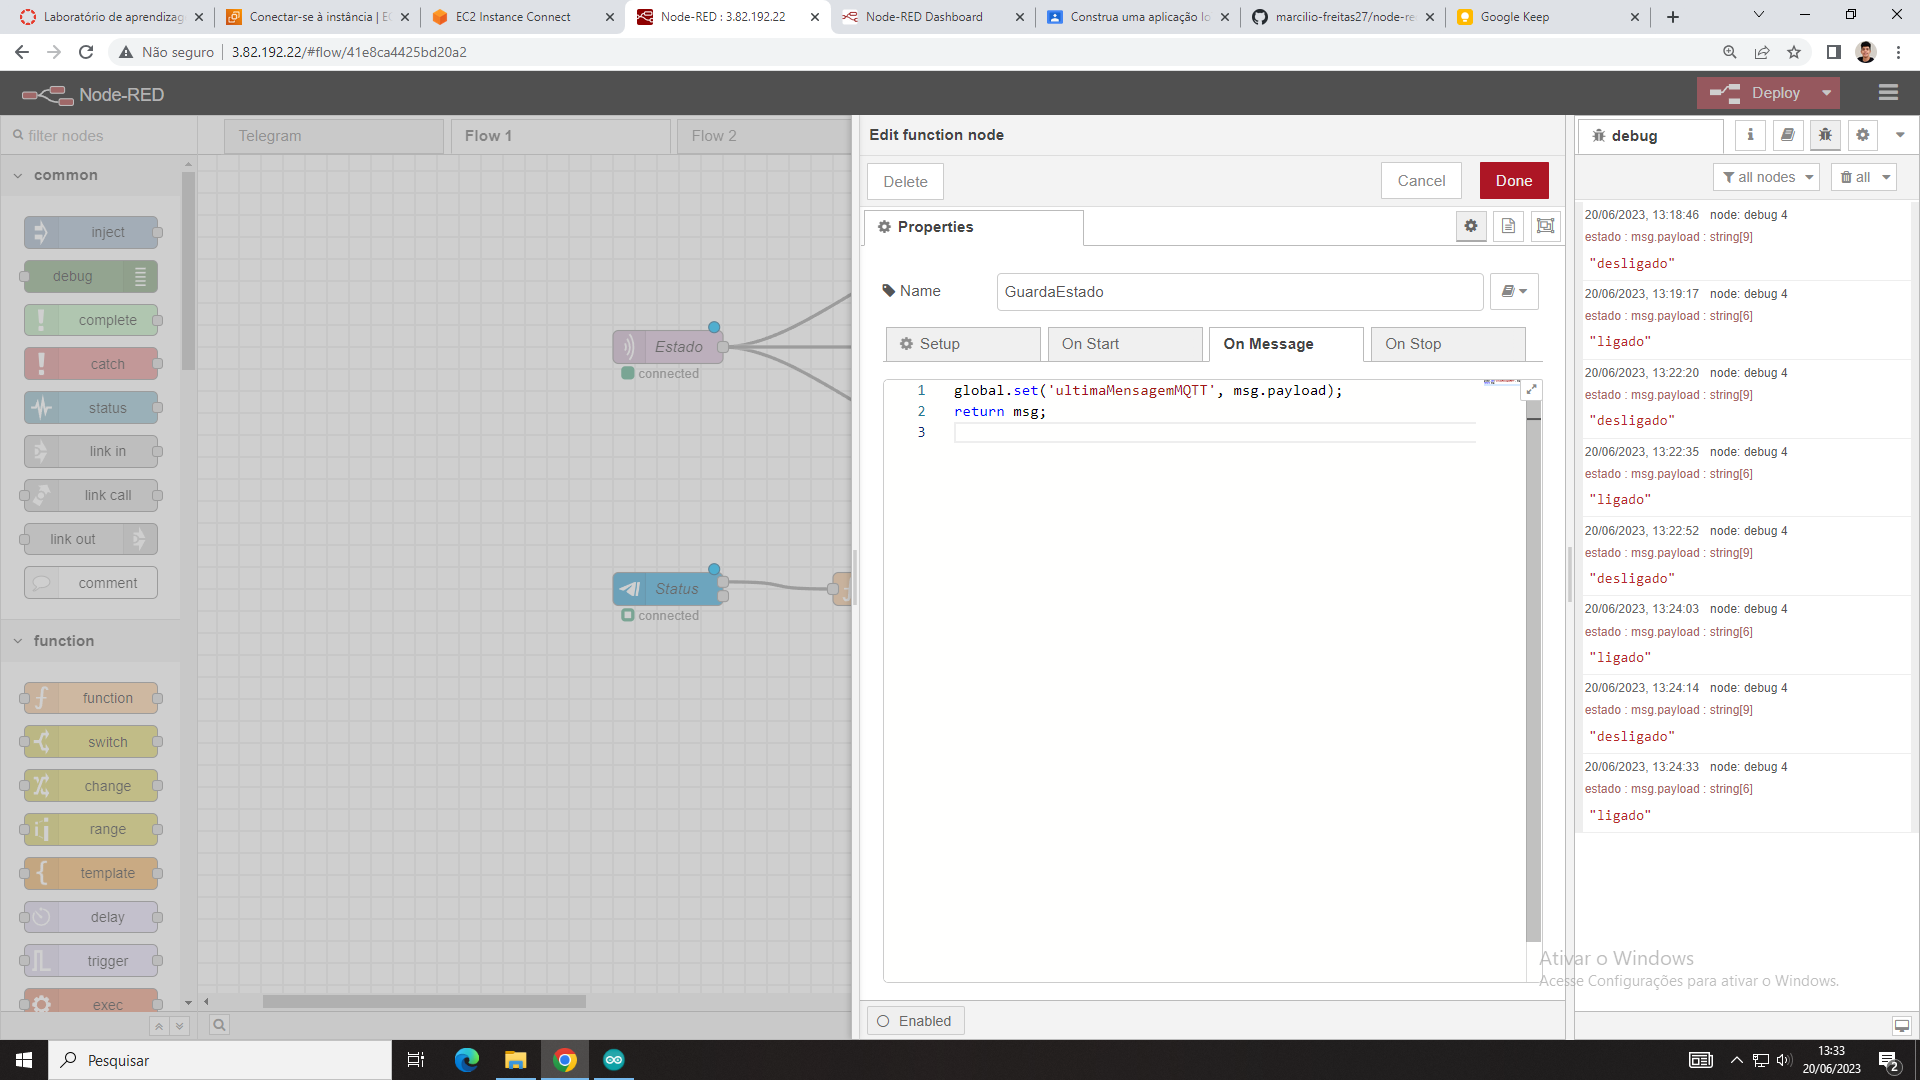 Laboratório de aprendizag
Conectar-se à instância | EC
EC2 Instance Connect
Node-RED : 3.82.192.22
Node-RED Dashboard
Construa uma aplicação Io
marcilio-freitas27/node-re
Google Keep
Não seguro
3.82.192.22/#flow/41e8ca4425bd20a2
Node-RED
Deploy
filter nodes
Telegram
Flow 1
Flow 2
Edit function node
debug
Delete
Cancel
Done
all nodes
all
common
inject
debug
complete
catch
status
link in
link call
link out
comment
function
function
switch
change
range
template
delay
trigger
exec
Estado
connected
Status
connected
Properties
Name
GuardaEstado
Setup
On Start
On Message
On Stop
1 global.set('ultimaMensagemMQTT', msg.payload);
2 return msg;
3
Enabled
20/06/2023, 13:18:46 node: debug 4
estado : msg.payload : string[9]
"desligado"
20/06/2023, 13:19:17 node: debug 4
estado : msg.payload : string[6]
"ligado"
20/06/2023, 13:22:20 node: debug 4
estado : msg.payload : string[9]
"desligado"
20/06/2023, 13:22:35 node: debug 4
estado : msg.payload : string[6]
"ligado"
20/06/2023, 13:22:52 node: debug 4
estado : msg.payload : string[9]
"desligado"
20/06/2023, 13:24:03 node: debug 4
estado : msg.payload : string[6]
"ligado"
20/06/2023, 13:24:14 node: debug 4
estado : msg.payload : string[9]
"desligado"
20/06/2023, 13:24:33 node: debug 4
estado : msg.payload : string[6]
"ligado"
Ativar o Windows
Acesse Configurações para ativar o Windows.
Pesquisar
13:33
20/06/2023
2